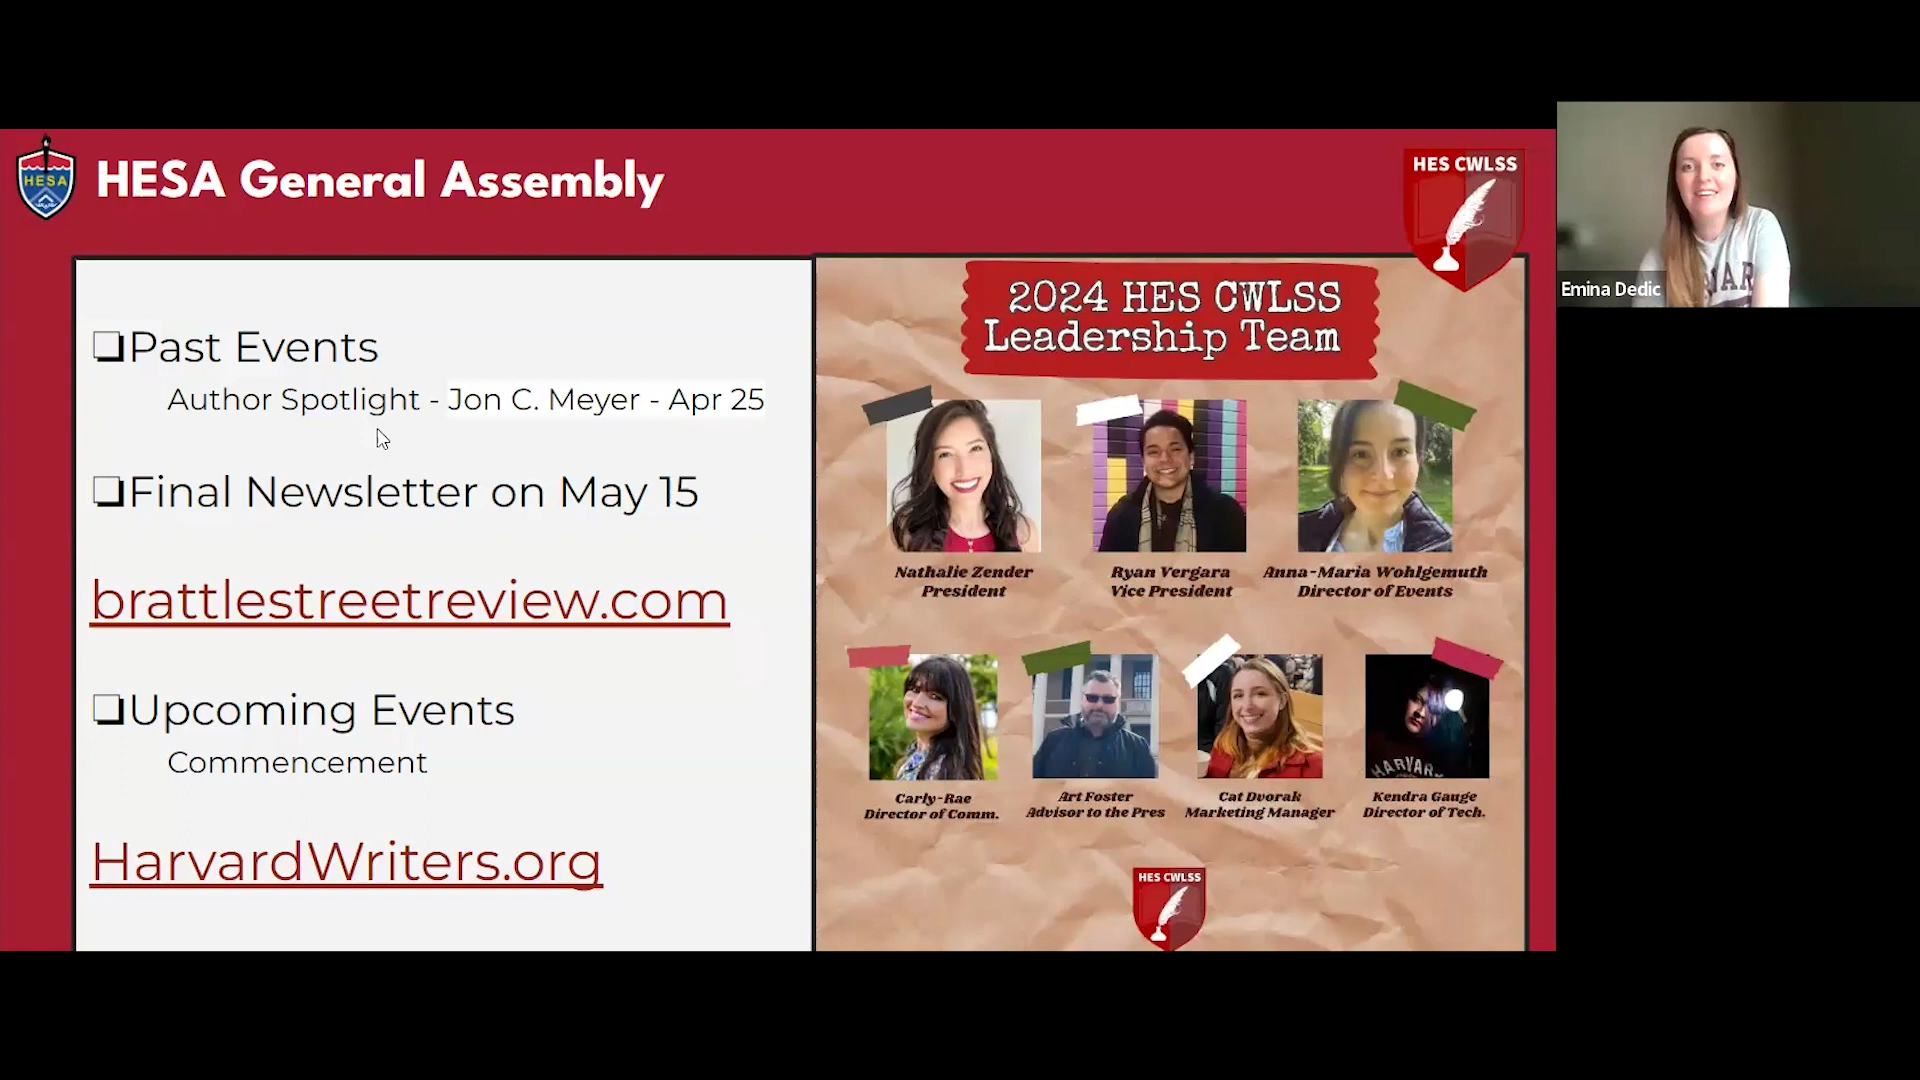 HESA
HESA General Assembly
HES CWLSS
❏Past Events
Author Spotlight - Jon C. Meyer - Apr 25
❏Final Newsletter on May 15
brattlestreetreview.com
❏Upcoming Events
Commencement
HarvardWriters.org
2024 HES CWLSS
Leadership Team
Nathalie Zender
President
Ryan Vergara
Vice President
Anna-Maria Wohlgemuth
Director of Events
Carly-Rae
Director of Comm.
Art Foster
Advisor to the Pres
Cat Dvorak
Marketing Manager
HARVAR
Kendra Gauge
Director of Tech.
HES CWLSS
Emina Dedic